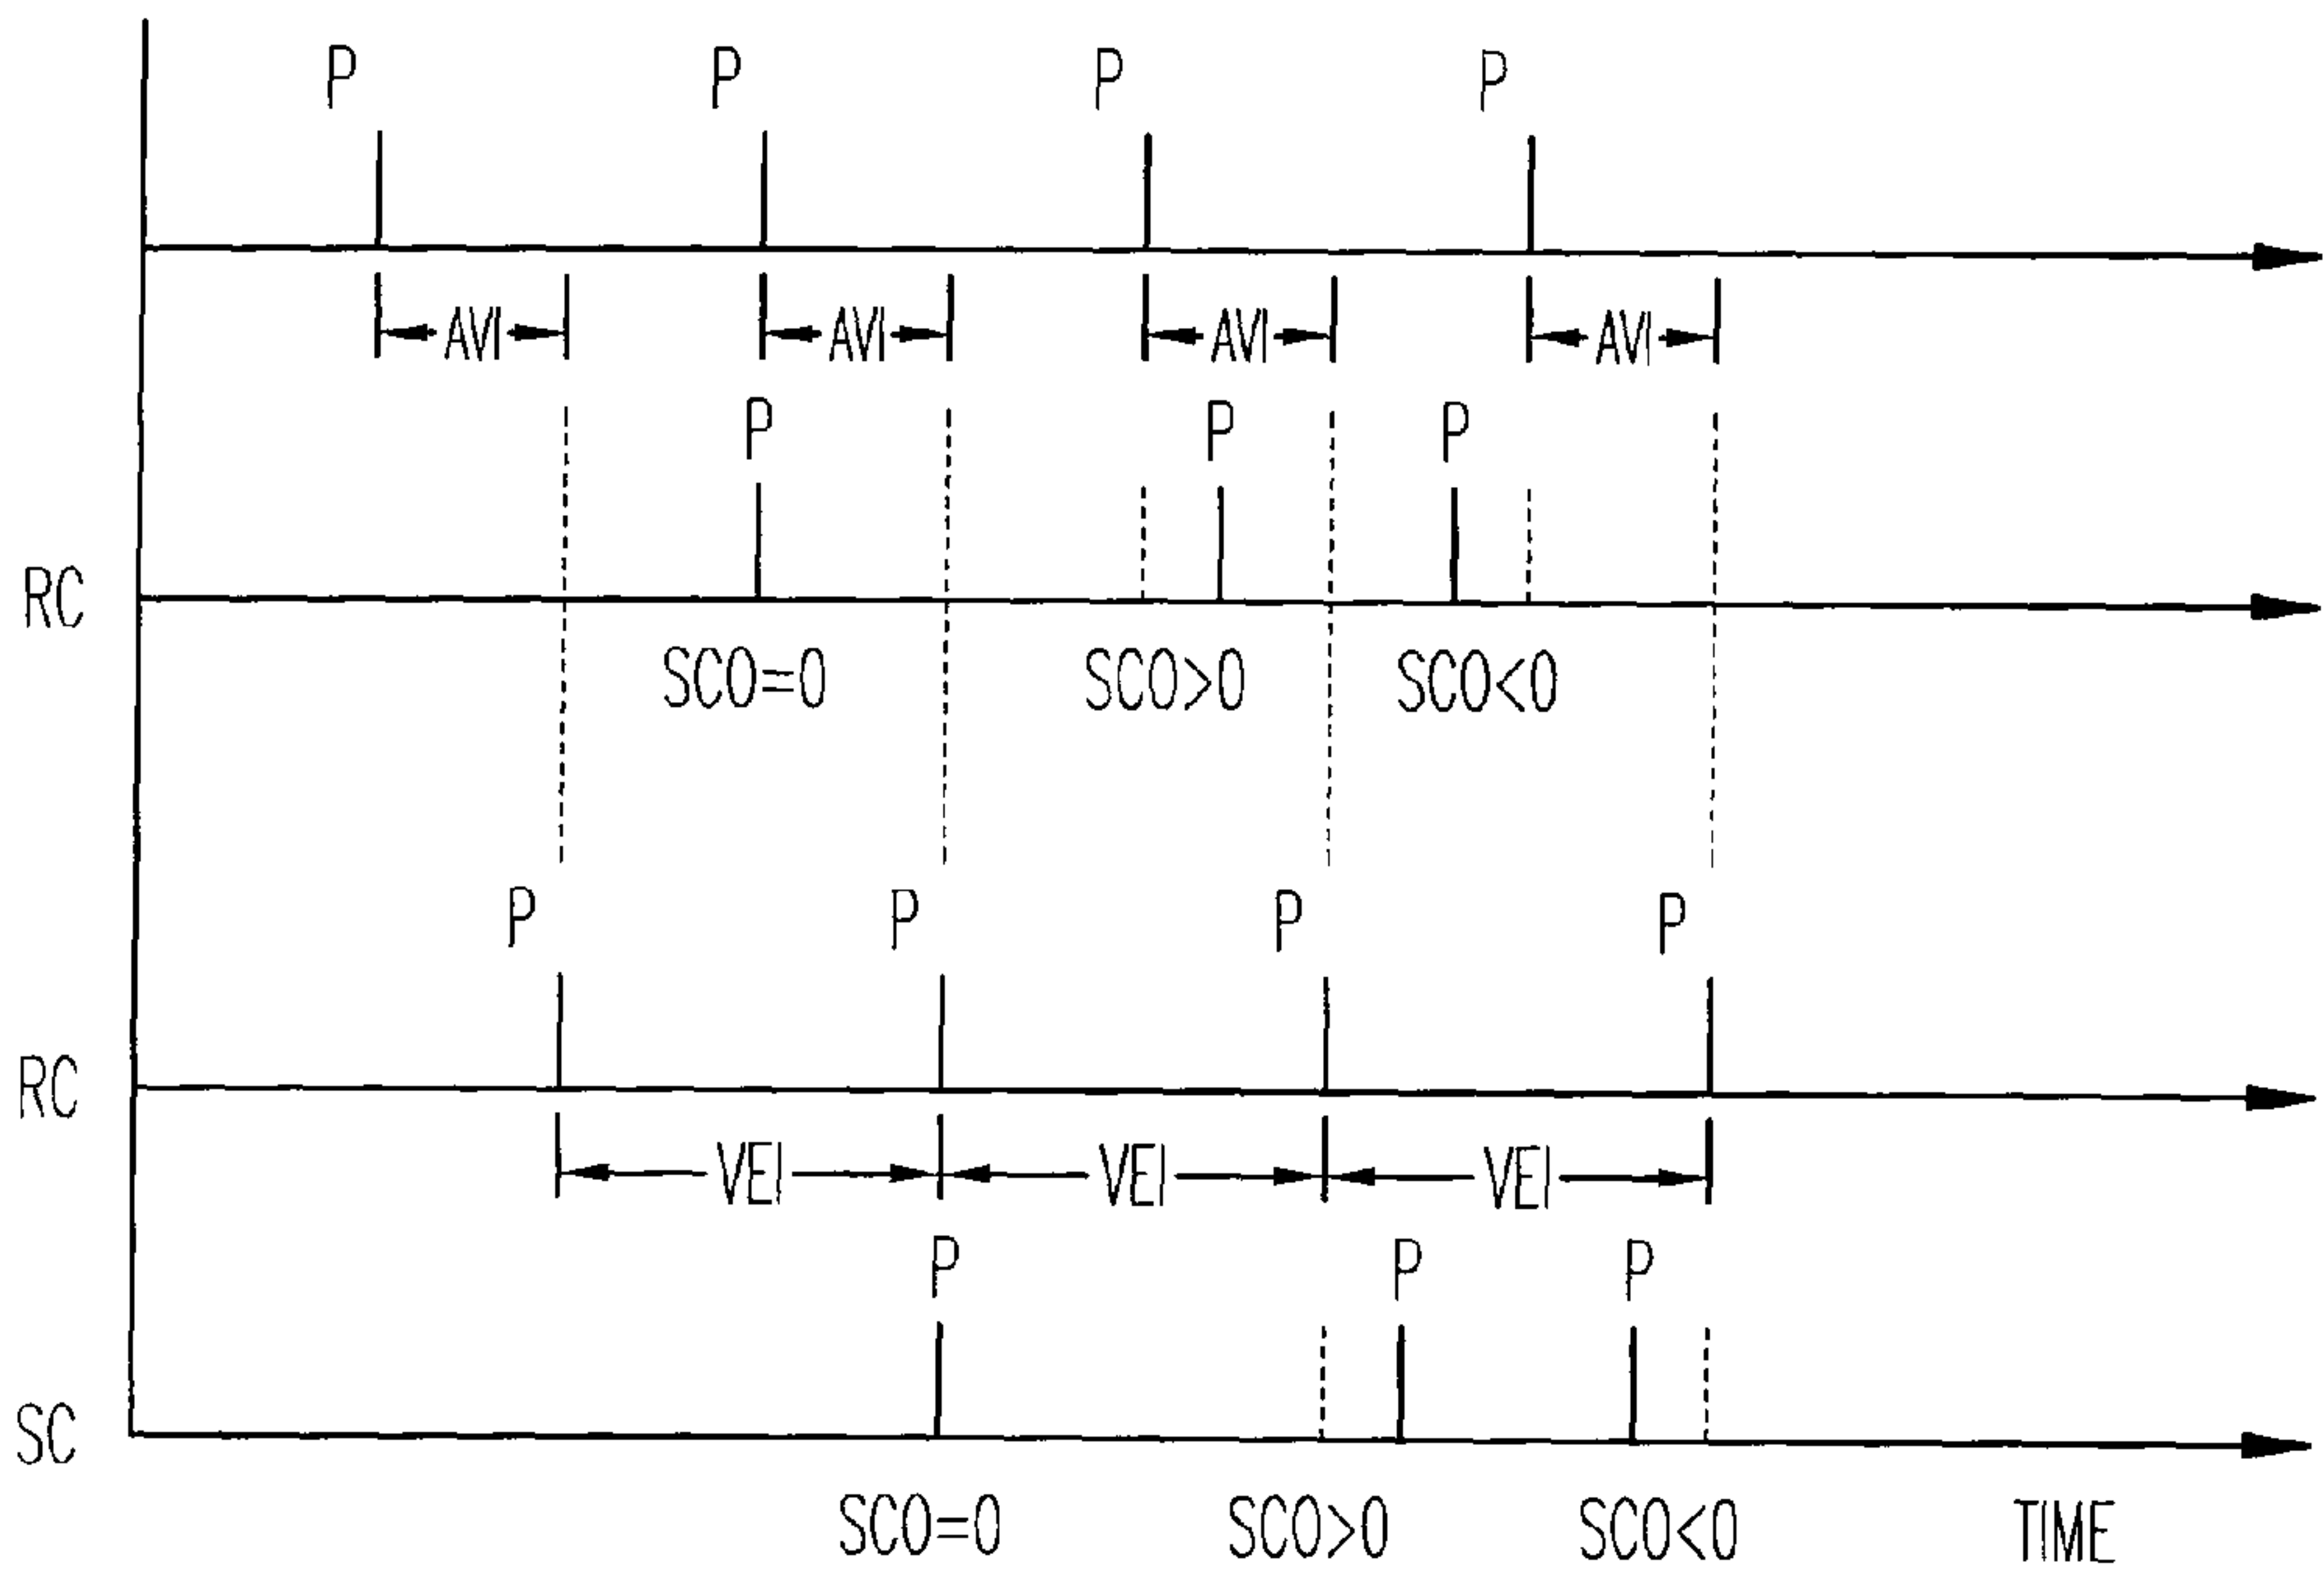 P P P P
AVI AVI AVI AVI
P P P
RC
SCO=0 SCO>0 SCO<0
P P P P
RC
VEI VEI VEI
P P P
SC
SCO=0 SCO>0 SCO<0 TIME